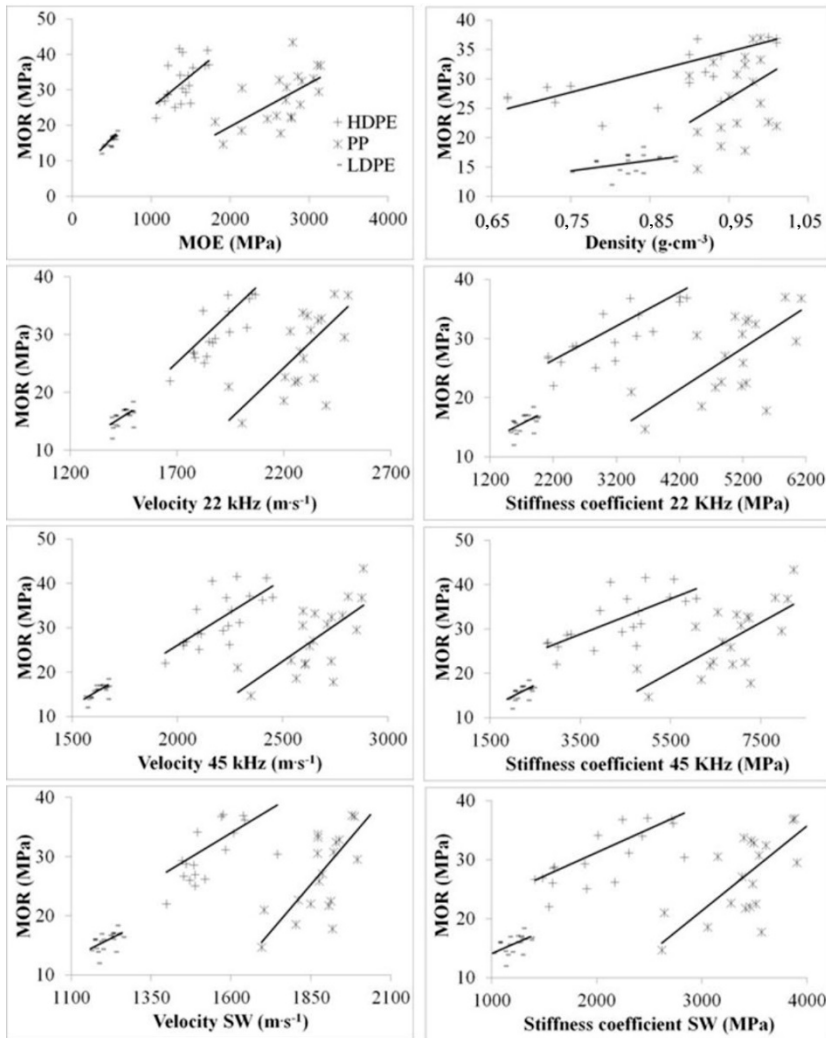 MOR (MPa)
50
40
30
20
10
0
0 1000 2000 3000 4000
MOE (MPa)
HDPE
PP
LDPE
MOR (MPa)
40
35
30
25
20
15
10
0,65 0,75 0,85 0,95 1,05
Density (g·cm-3)
MOR (MPa)
40
30
20
10
1200 1700 2200 2700
Velocity 22 kHz (m·s-1)
MOR (MPa)
40
30
20
10
1200 2200 3200 4200 5200 6200
Stiffness coefficient 22 KHz (MPa)
MOR (MPa)
50
40
30
20
10
1500 2000 2500 3000
Velocity 45 kHz (m·s-1)
MOR (MPa)
50
40
30
20
10
1500 3500 5500 7500
Stiffness coefficient 45 KHz (MPa)
MOR (MPa)
40
30
20
10
1100 1350 1600 1850 2100
Velocity SW (m·s-1)
MOR (MPa)
40
30
20
10
1000 2000 3000 4000
Stiffness coefficient SW (MPa)